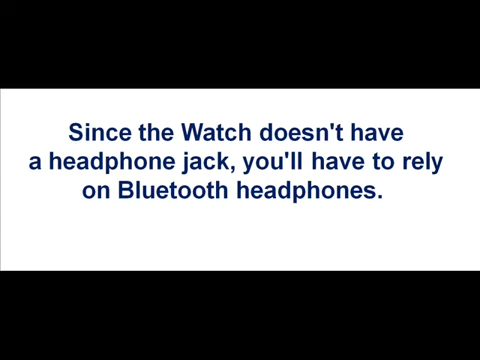 Since the Watch doesn't have
a headphone jack, you'll have to rely
on Bluetooth headphones.